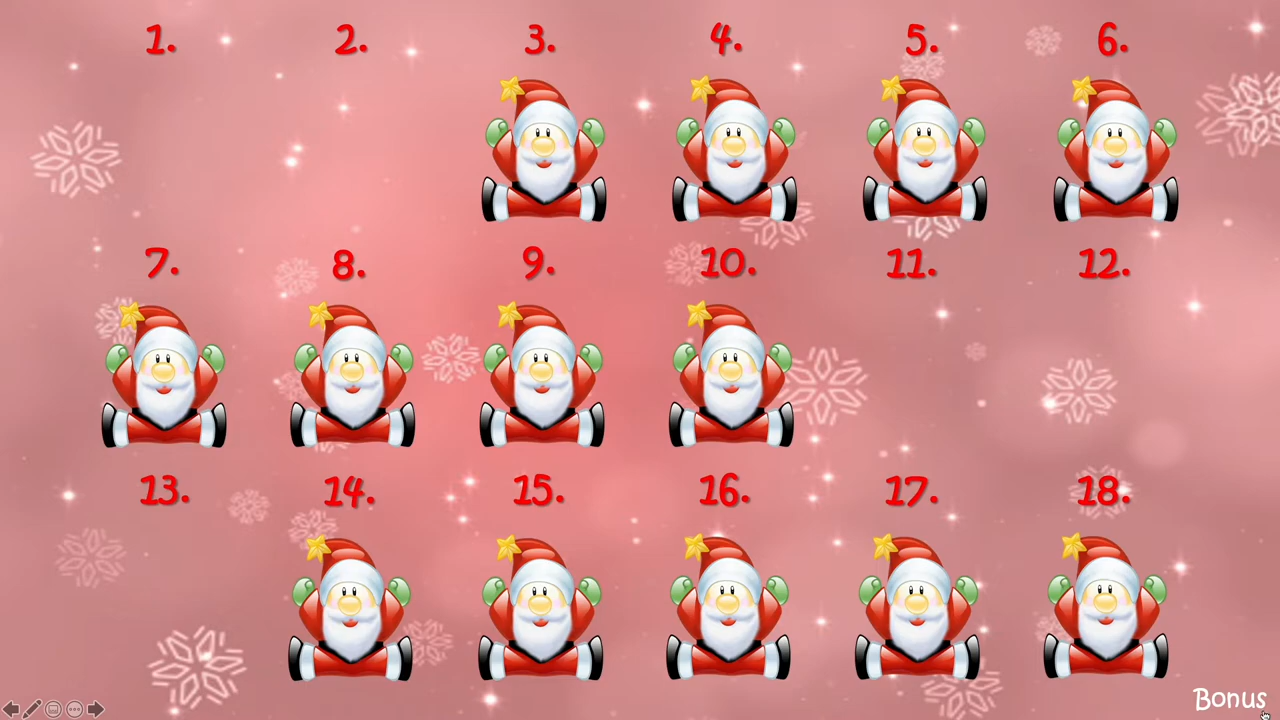 1. 2. 3. 4. 5. 6.
7. 8. 9. 10. 11. 12.
13. 14. 15. 16. 17. 18.
Bonus